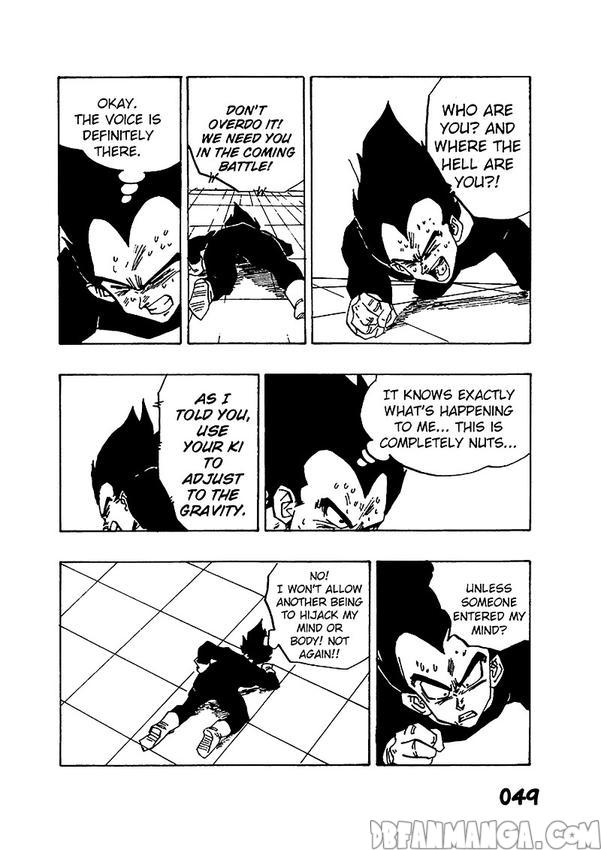 WHO ARE
YOU? AND
WHERE
THE HELL
ARE
YOU?!
DON'T
OVERDO IT!
WE NEED YOU
IN THE COMING
BATTLE!
OKAY.
THE VOICE IS
DEFINITELY
THERE.
IT KNOWS EXACTLY
WHAT'S HAPPENING
TO ME... THIS IS
COMPLETELY NUTS...
AS I
TOLD YOU,
USE
YOUR KI
TO
ADJUST
TO THE
GRAVITY.
UNLESS
SOMEONE
ENTERED MY
MIND?
NO!
I WON'T ALLOW
ANOTHER BEING
TO HIJACK MY
MIND OR
BODY! NOT
AGAIN!!
049
DBFANMANGA.COM